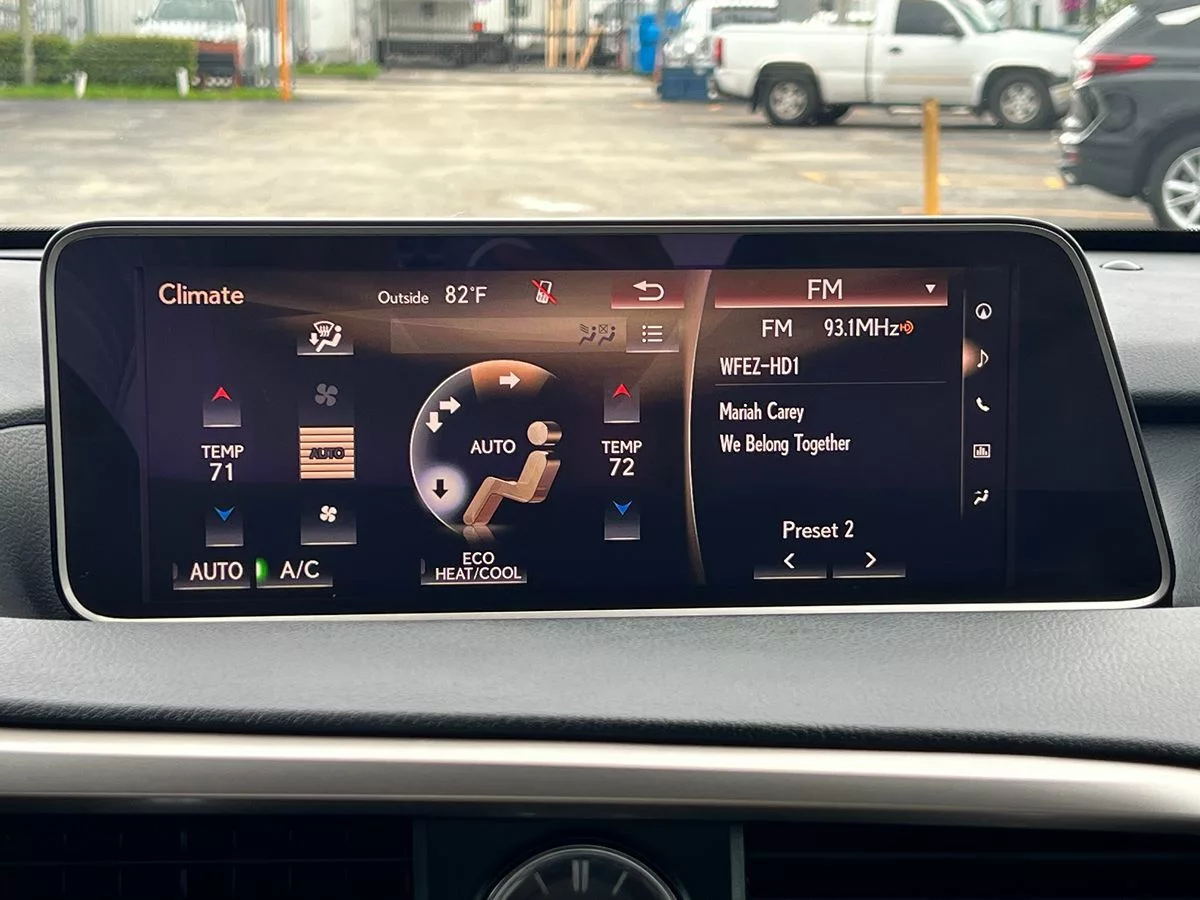 Climate
Outside 82°F
FM
FM 93.1MHz HD
WFEZ-HD1
Mariah Carey
We Belong Together
TEMP
71
AUTO
AUTO
TEMP
72
Preset 2
AUTO
A/C
ECO
HEAT/COOL